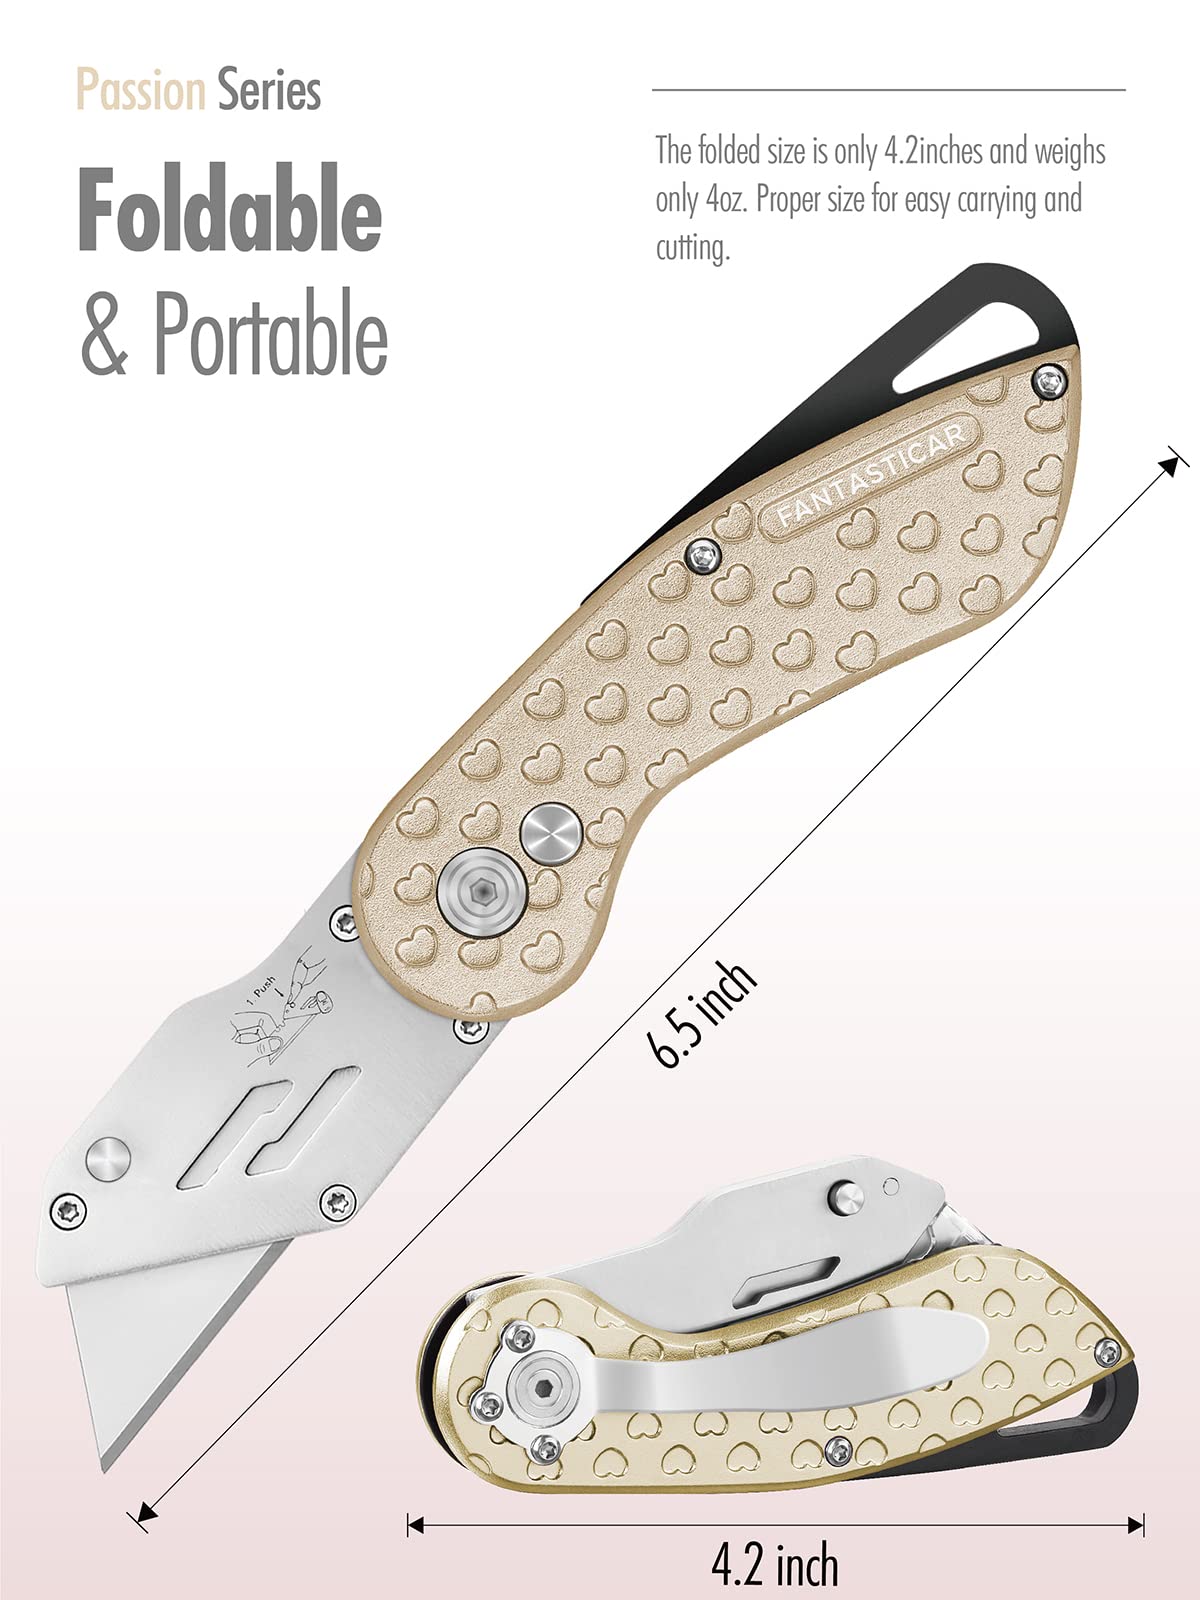 Passion Series
Foldable
& Portable
The folded size is only 4.2inches and weighs
only 4oz. Proper size for easy carrying and
cutting.
FANTASTICAR
1. Push
6.5 inch
4.2 inch